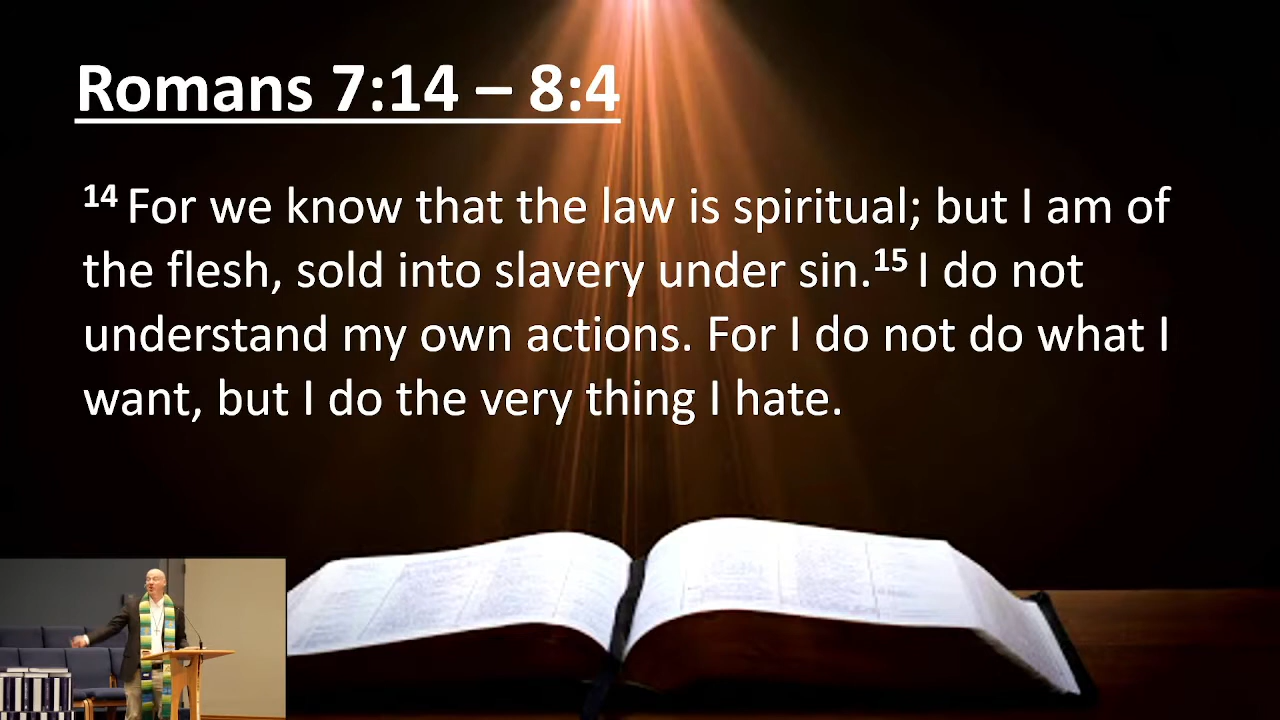 Romans 7:14 – 8:4
14 For we know that the law is spiritual; but I am of
the flesh, sold into slavery under sin.15 I do not
understand my own actions. For I do not do what I
want, but I do the very thing I hate.